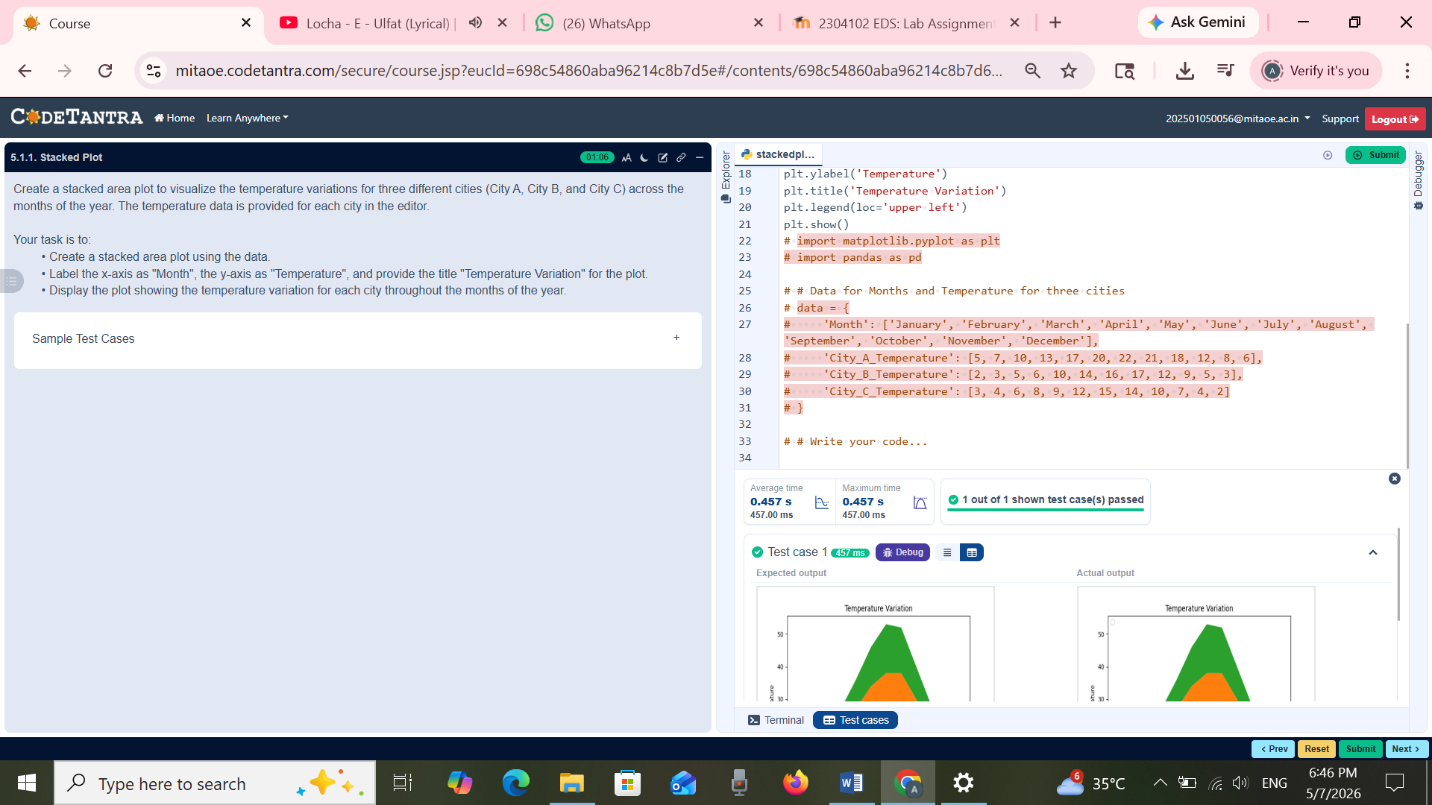 Course
Locha - E - Ulfat (Lyrical) |
(26) WhatsApp
2304102 EDS: Lab Assignment
Ask Gemini
mitaoe.codetantra.com/secure/course.jsp?eucId=698c54860aba96214c8b7d5e#/contents/698c54860aba96214c8b7d6...
A
Verify it's you
CODETANTRA
Home
Learn Anywhere
202501050056@mitaoe.ac.in
Support
Logout
5.1.1. Stacked Plot
01:06
AA
Create a stacked area plot to visualize the temperature variations for three different cities (City A, City B, and City C) across the
months of the year. The temperature data is provided for each city in the editor.
Your task is to:
• Create a stacked area plot using the data.
• Label the x-axis as "Month", the y-axis as "Temperature", and provide the title "Temperature Variation" for the plot.
• Display the plot showing the temperature variation for each city throughout the months of the year.
Sample Test Cases
+
Explorer
stackedpl...
Submit
Debugger
18 plt.ylabel('Temperature')
19 plt.title('Temperature Variation')
20 plt.legend(loc='upper left')
21 plt.show()
22 # import matplotlib.pyplot as plt
23 # import pandas as pd
24
25 # # Data for Months and Temperature for three cities
26 # data = {
27 #     'Month': ['January', 'February', 'March', 'April', 'May', 'June', 'July', 'August',
'September', 'October', 'November', 'December'],
28 #     'City_A_Temperature': [5, 7, 10, 13, 17, 20, 22, 21, 18, 12, 8, 6],
29 #     'City_B_Temperature': [2, 3, 5, 6, 10, 14, 16, 17, 12, 9, 5, 3],
30 #     'City_C_Temperature': [3, 4, 6, 8, 9, 12, 15, 14, 10, 7, 4, 2]
31 # }
32
33 # # Write your code...
34
Average time
0.457 s
457.00 ms
Maximum time
0.457 s
457.00 ms
1 out of 1 shown test case(s) passed
Test case 1
457 ms
Debug
Expected output
Actual output
Temperature Variation
50
40
30
Temperature Variation
50
40
30
Terminal
Test cases
< Prev
Reset
Submit
Next >
Type here to search
A
6
35°C
ENG
6:46 PM
5/7/2026